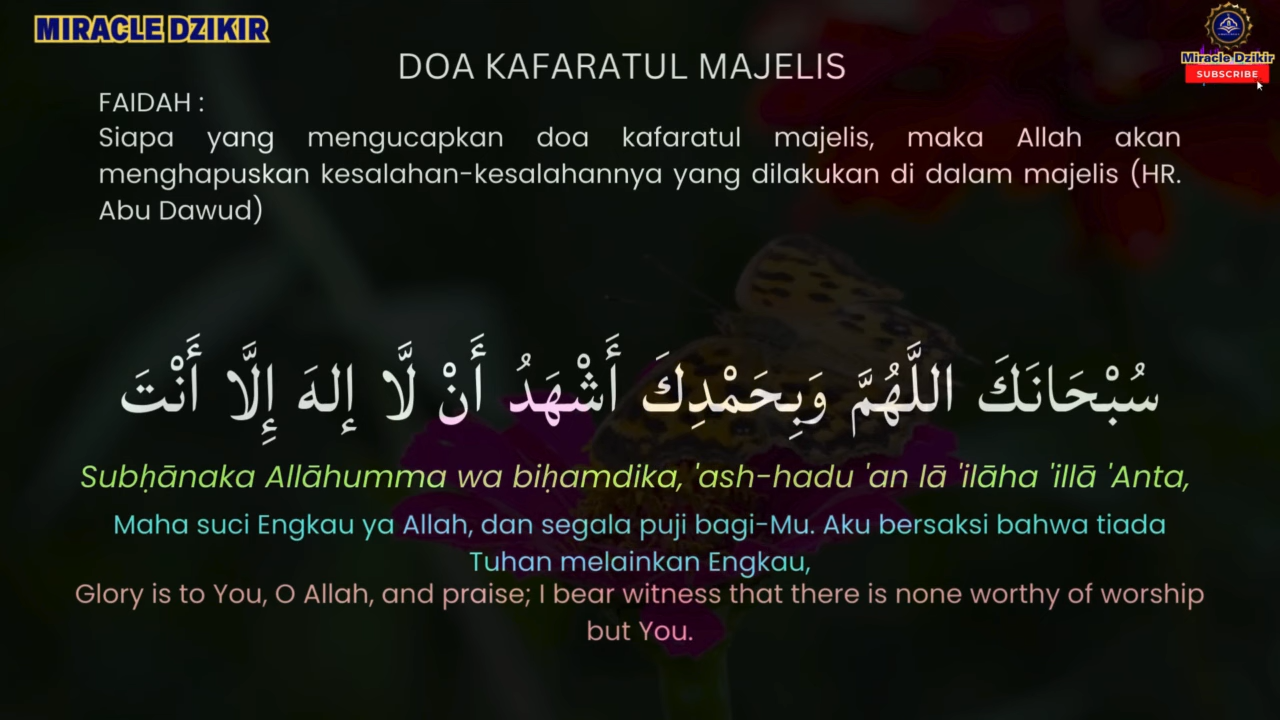 MIRACLE DZIKIR
Miracle Dzikir
SUBSCRIBE
DOA KAFARATUL MAJELIS
FAIDAH :
Siapa yang mengucapkan doa kafaratul majelis, maka Allah akan
menghapuskan kesalahan-kesalahannya yang dilakukan di dalam majelis (HR.
Abu Dawud)
سُبْحَانَكَ اللَّهُمَّ وَبِحَمْدِكَ أَشْهَدُ أَنْ لَّا إِلهَ إِلَّا أَنْتَ
Subḥānaka Allāhumma wa biḥamdika, 'ash-hadu 'an lā 'ilāha 'illā 'Anta,
Maha suci Engkau ya Allah, dan segala puji bagi-Mu. Aku bersaksi bahwa tiada
Tuhan melainkan Engkau,
Glory is to You, O Allah, and praise; I bear witness that there is none worthy of worship
but You.